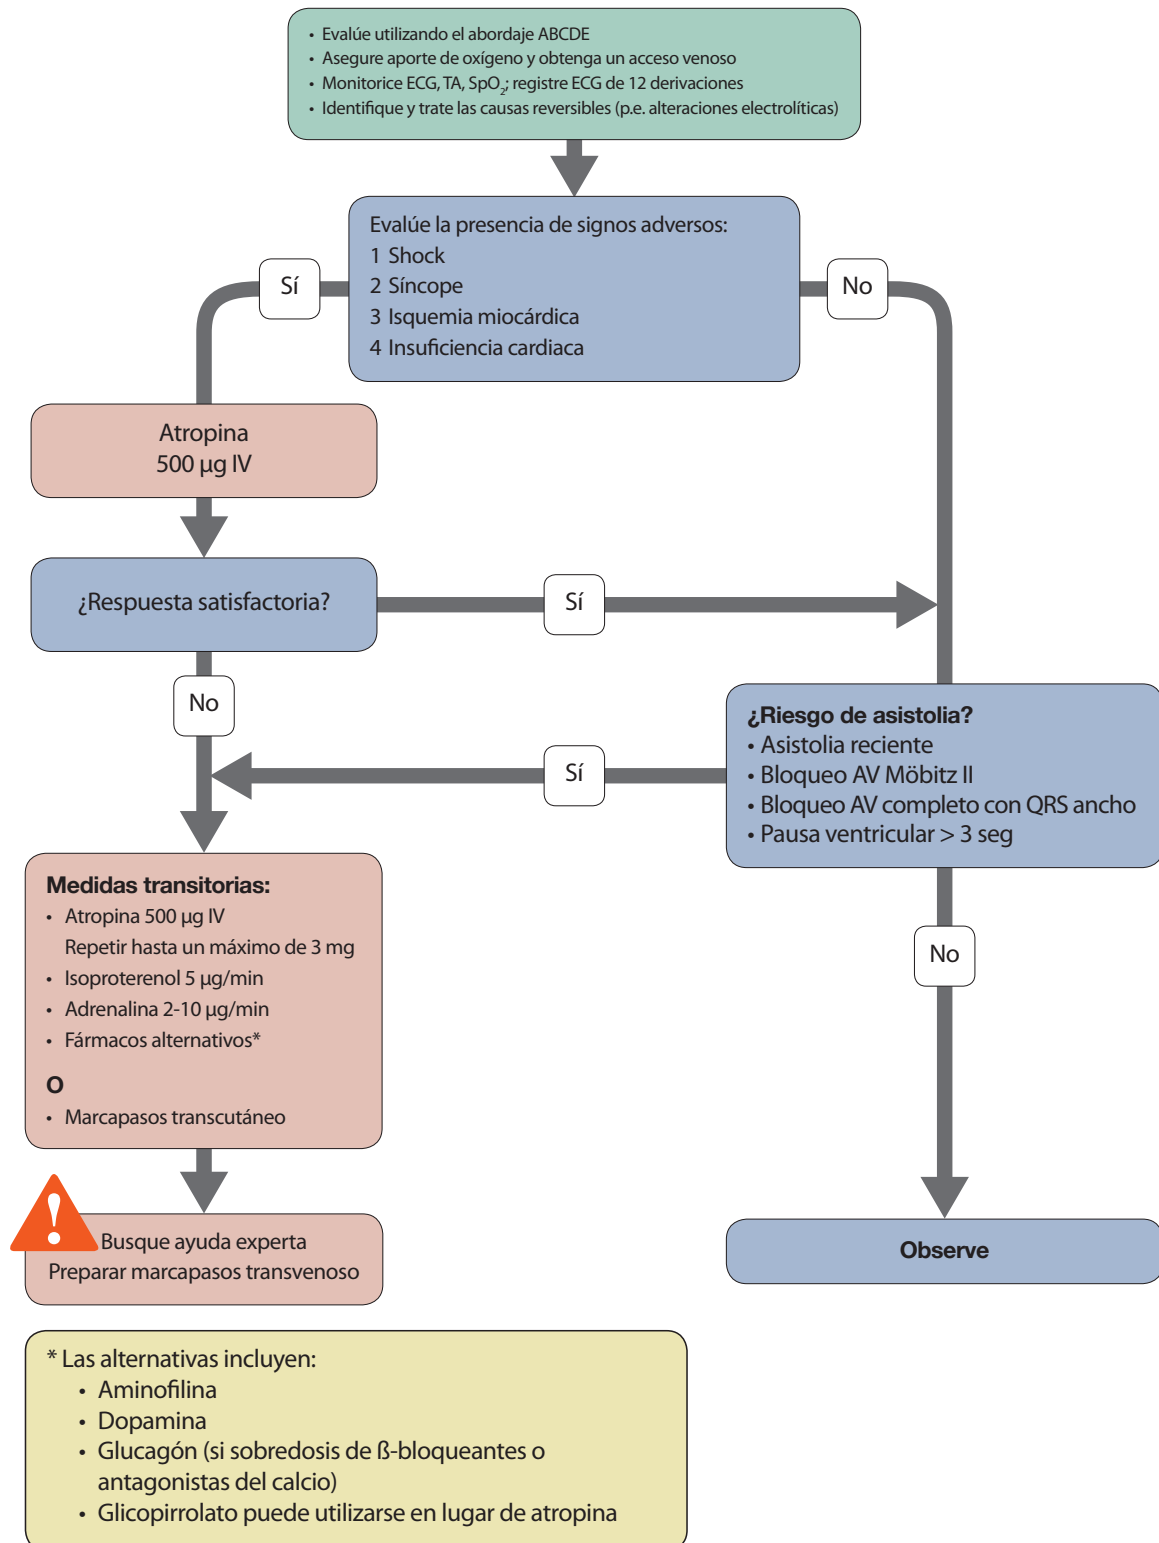 • Evalúe utilizando el abordaje ABCDE
• Asegure aporte de oxígeno y obtenga un acceso venoso
• Monitorice ECG, TA, SpO₂; registre ECG de 12 derivaciones
• Identifique y trate las causas reversibles (p.e. alteraciones electrolíticas)
Evalúe la presencia de signos adversos:
1 Shock
2 Síncope
3 Isquemia miocárdica
4 Insuficiencia cardiaca
Sí
No
Atropina
500 µg IV
¿Respuesta satisfactoria?
Sí
No
¿Riesgo de asistolia?
• Asistolia reciente
• Bloqueo AV Möbitz II
• Bloqueo AV completo con QRS ancho
• Pausa ventricular > 3 seg
Sí
No
Medidas transitorias:
• Atropina 500 µg IV
Repetir hasta un máximo de 3 mg
• Isoproterenol 5 µg/min
• Adrenalina 2-10 µg/min
• Fármacos alternativos*
O
• Marcapasos transcutáneo
!
Busque ayuda experta
Preparar marcapasos transvenoso
Observe
* Las alternativas incluyen:
• Aminofilina
• Dopamina
• Glucagón (si sobredosis de ß-bloqueantes o
antagonistas del calcio)
• Glicopirrolato puede utilizarse en lugar de atropina